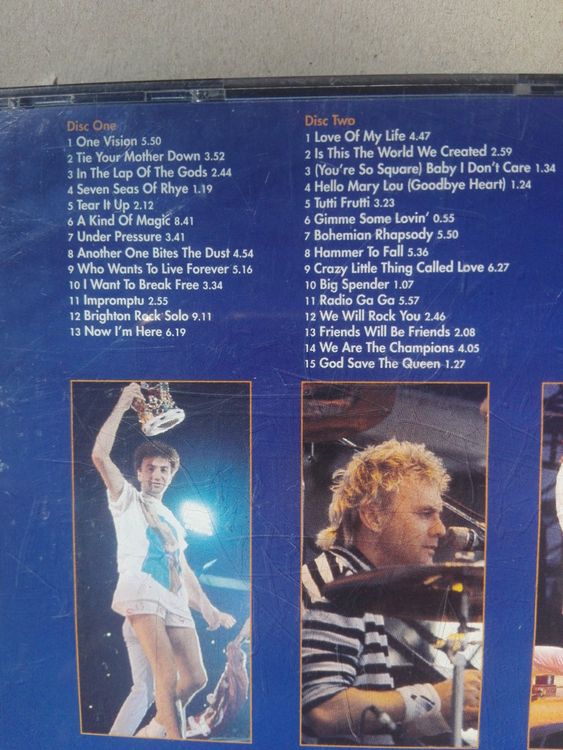 Disc One
1 One Vision 5.50
2 Tie Your Mother Down 3.52
3 In The Lap Of The Gods 2.44
4 Seven Seas Of Rhye 1.19
5 Tear It Up 2.12
6 A Kind Of Magic 8.41
7 Under Pressure 3.41
8 Another One Bites The Dust 4.54
9 Who Wants To Live Forever 5.16
10 I Want To Break Free 3.34
11 Impromptu 2.55
12 Brighton Rock Solo 9.11
13 Now I'm Here 6.19
Disc Two
1 Love Of My Life 4.47
2 Is This The World We Created 2.59
3 (You're So Square) Baby I Don't Care 1.34
4 Hello Mary Lou (Goodbye Heart) 1.24
5 Tutti Frutti 3.23
6 Gimme Some Lovin' 0.55
7 Bohemian Rhapsody 5.50
8 Hammer To Fall 5.36
9 Crazy Little Thing Called Love 6.27
10 Big Spender 1.07
11 Radio Ga Ga 5.57
12 We Will Rock You 2.46
13 Friends Will Be Friends 2.08
14 We Are The Champions 4.05
15 God Save The Queen 1.27